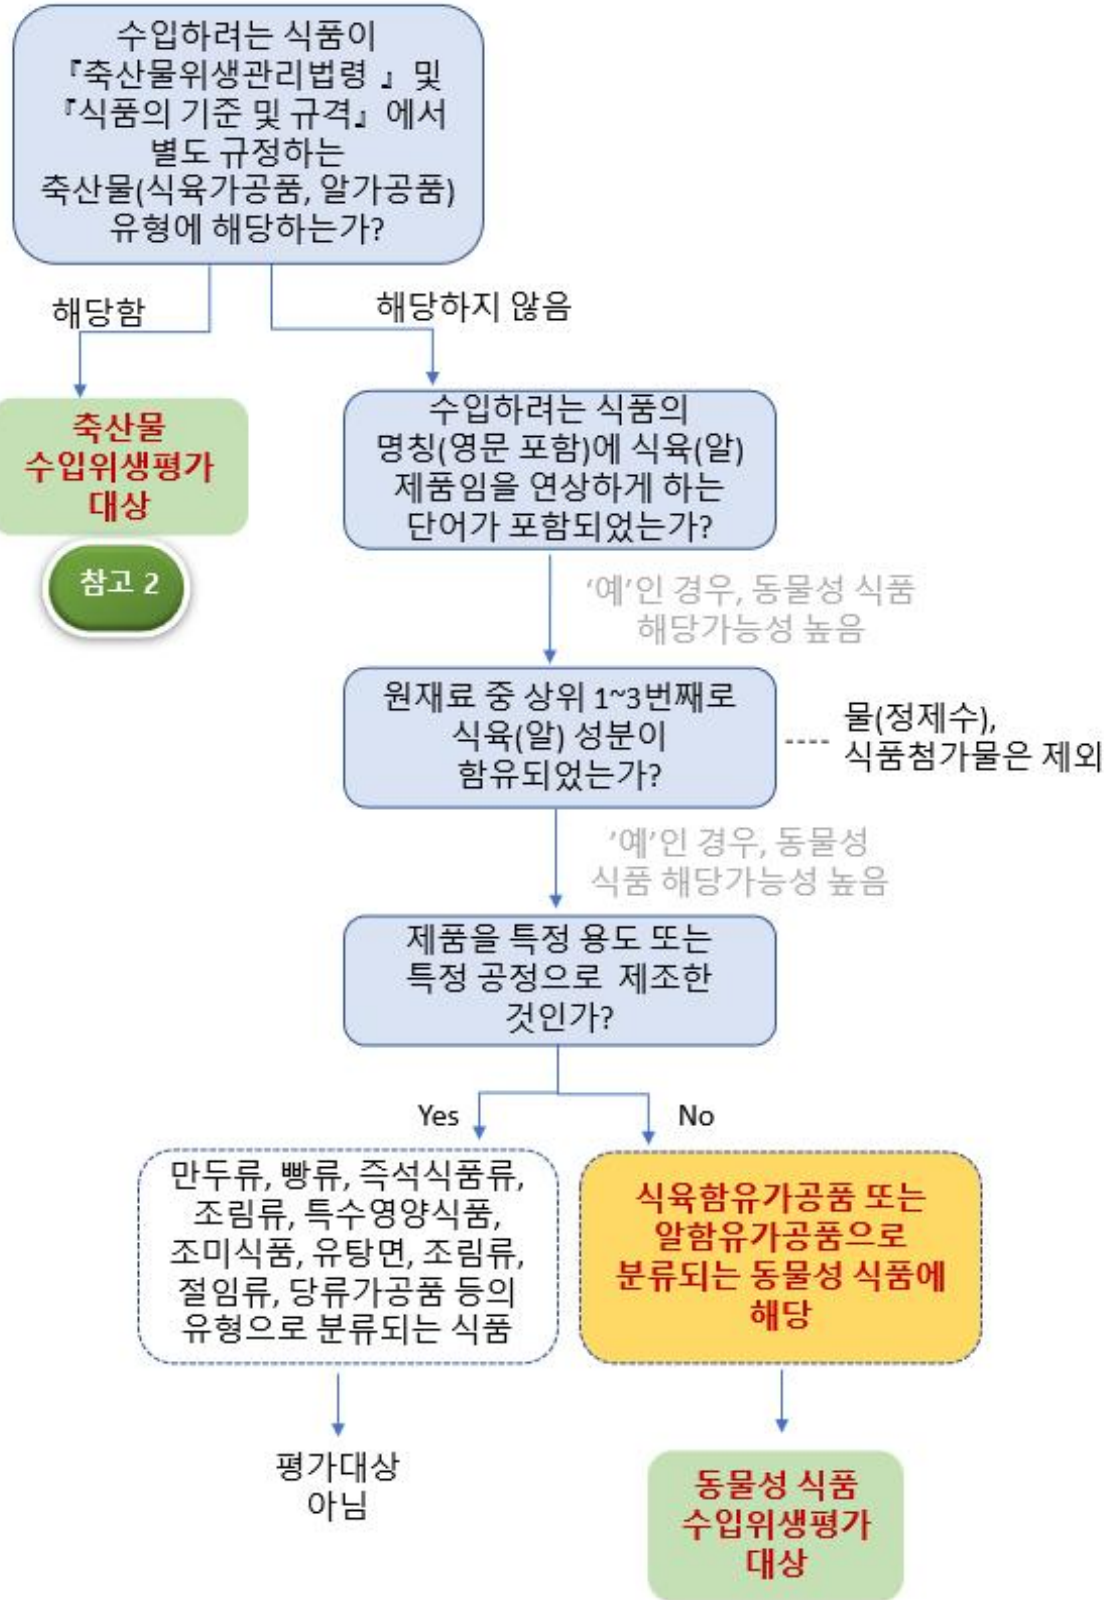 수입하려는 식품이
『축산물위생관리법령 』 및
『식품의 기준 및 규격』에서
별도 규정하는
축산물(식육가공품, 알가공품)
유형에 해당하는가?
해당함
해당하지 않음
축산물
수입위생평가
대상
참고 2
수입하려는 식품의
명칭(영문 포함)에 식육(알)
제품임을 연상하게 하는
단어가 포함되었는가?
‘예’인 경우, 동물성 식품
해당가능성 높음
원재료 중 상위 1~3번째로
식육(알) 성분이
함유되었는가?
---- 물(정제수),
식품첨가물은 제외
’예’인 경우, 동물성
식품 해당가능성 높음
제품을 특정 용도 또는
특정 공정으로 제조한
것인가?
Yes
No
만두류, 빵류, 즉석식품류,
조림류, 특수영양식품,
조미식품, 유탕면, 조림류,
절임류, 당류가공품 등의
유형으로 분류되는 식품
식육함유가공품 또는
알함유가공품으로
분류되는 동물성 식품에
해당
평가대상
아님
동물성 식품
수입위생평가
대상